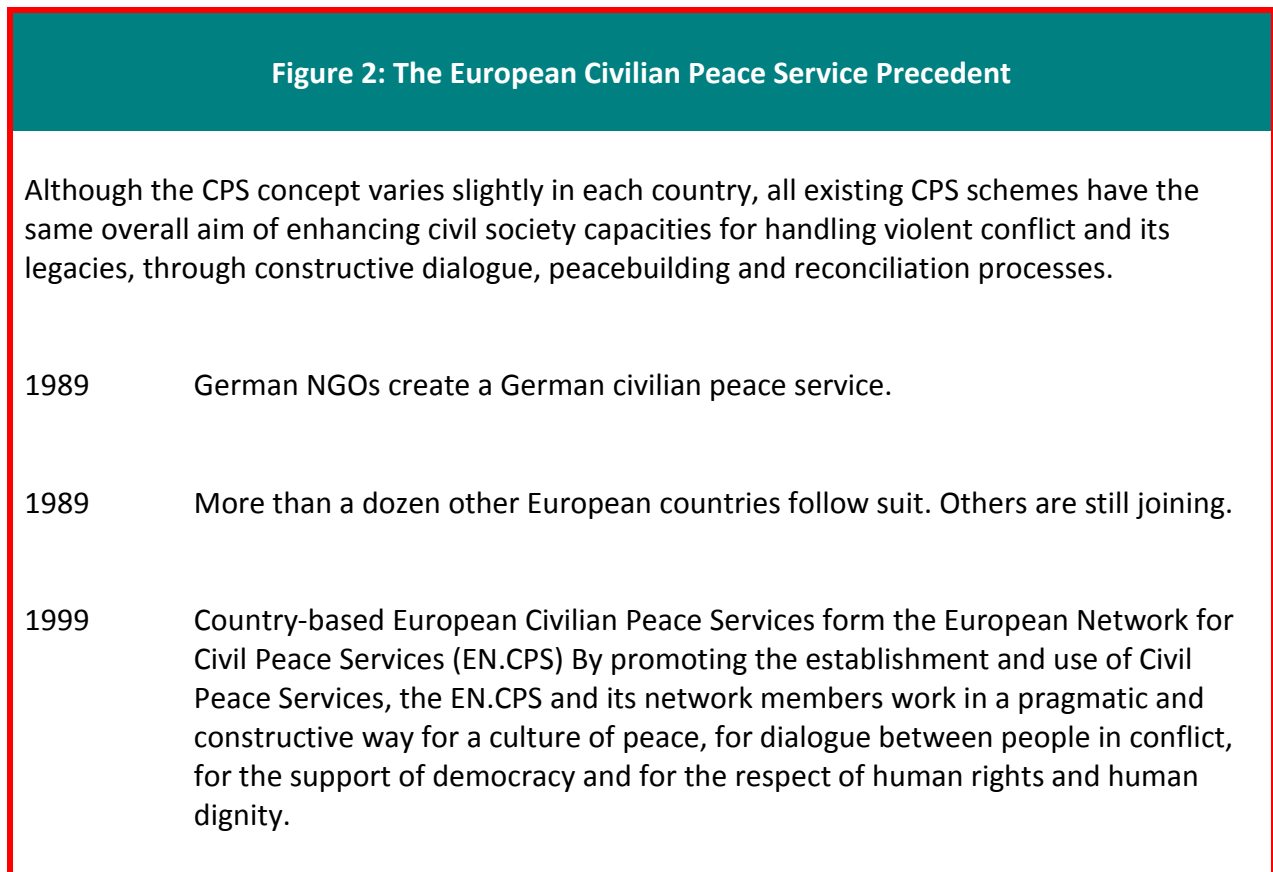 Figure 2: The European Civilian Peace Service Precedent
Although the CPS concept varies slightly in each country, all existing CPS schemes have the
same overall aim of enhancing civil society capacities for handling violent conflict and its
legacies, through constructive dialogue, peacebuilding and reconciliation processes.
1989 German NGOs create a German civilian peace service.
1989 More than a dozen other European countries follow suit. Others are still joining.
1999 Country-based European Civilian Peace Services form the European Network for
Civil Peace Services (EN.CPS) By promoting the establishment and use of Civil
Peace Services, the EN.CPS and its network members work in a pragmatic and
constructive way for a culture of peace, for dialogue between people in conflict,
for the support of democracy and for the respect of human rights and human
dignity.